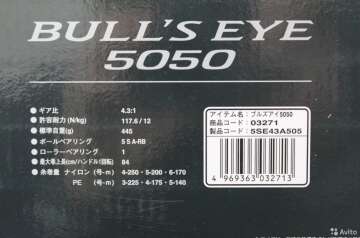 BULL'S EYE
5050
● ギア比 4.3:1
● 許容耐力 (N/kg) 117.6/12
● 標準自重(g) 445
● ボールベアリング 5 S A-RB
● ローラーベアリング 1
● 最大巻上長(cm/ハンドル1回転) 84
● 糸巻量 ナイロン (号-m) 4-250・5-200・6-170
PE (号-m) 3-225・4-175・5-140
アイテム名: ブルズアイ5050
商品コード: 03271
製品コード: 5SE43A505
4 969363 032713
Avito